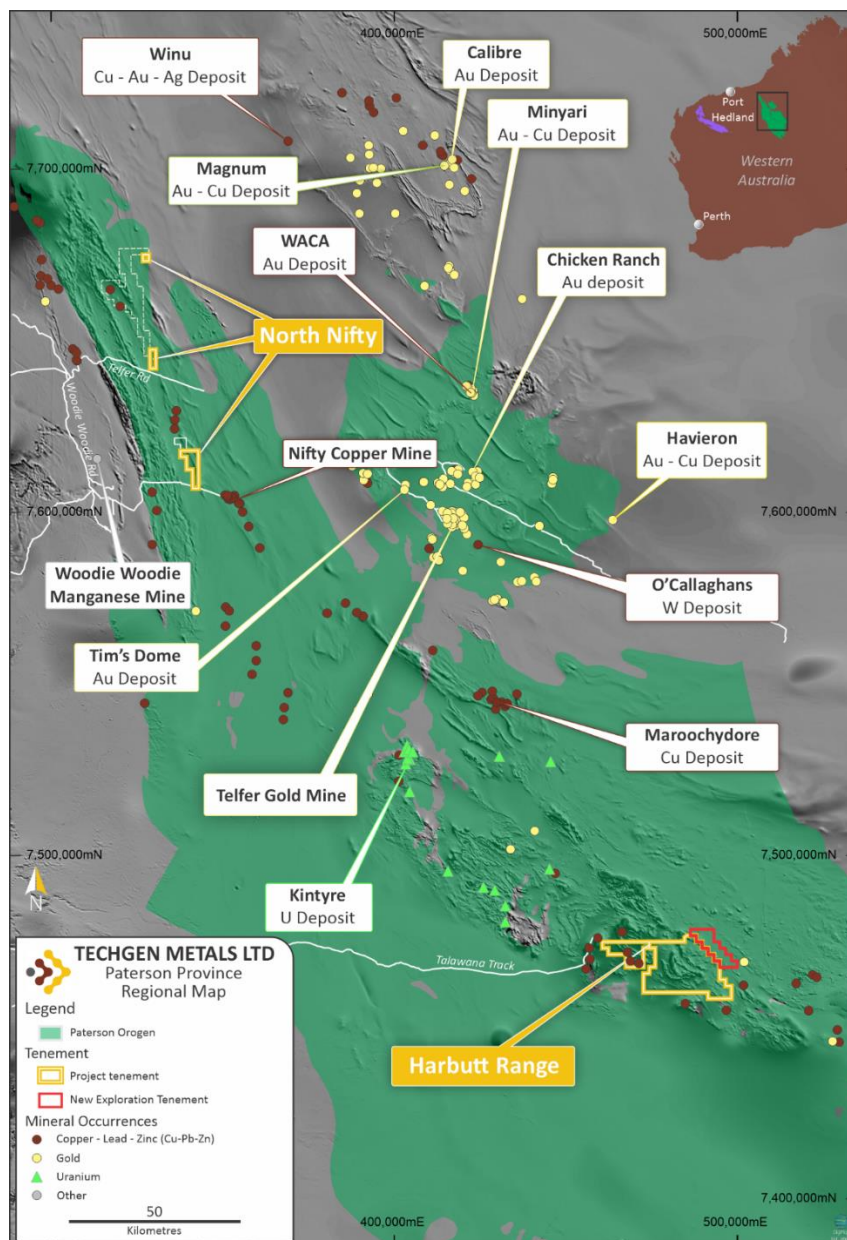 400,000mE
500,000mE
Winu
Cu - Au - Ag Deposit
Calibre
Au Deposit
Port
Hedland
Western
Australia
Perth
Minyari
Au - Cu Deposit
Magnum
Au - Cu Deposit
7,700,000mN
7,700,000mN
WACA
Au Deposit
Chicken Ranch
Au deposit
North Nifty
Telfer Rd
Woodie Woodie Rd
Nifty Copper Mine
Havieron
Au - Cu Deposit
7,600,000mN
7,600,000mN
Woodie Woodie
Manganese Mine
O'Callaghans
W Deposit
Tim's Dome
Au Deposit
Maroochydore
Cu Deposit
Telfer Gold Mine
7,500,000mN
7,500,000mN
Kintyre
U Deposit
N
Talawana Track
Harbutt Range
TECHGEN METALS LTD
Paterson Province
Regional Map
Legend
Paterson Orogen
Tenement
Project tenement
New Exploration Tenement
Mineral Occurrences
Copper - Lead - Zinc (Cu-Pb-Zn)
Gold
Uranium
Other
50
Kilometres
7,400,000mN
400,000mE
500,000mE